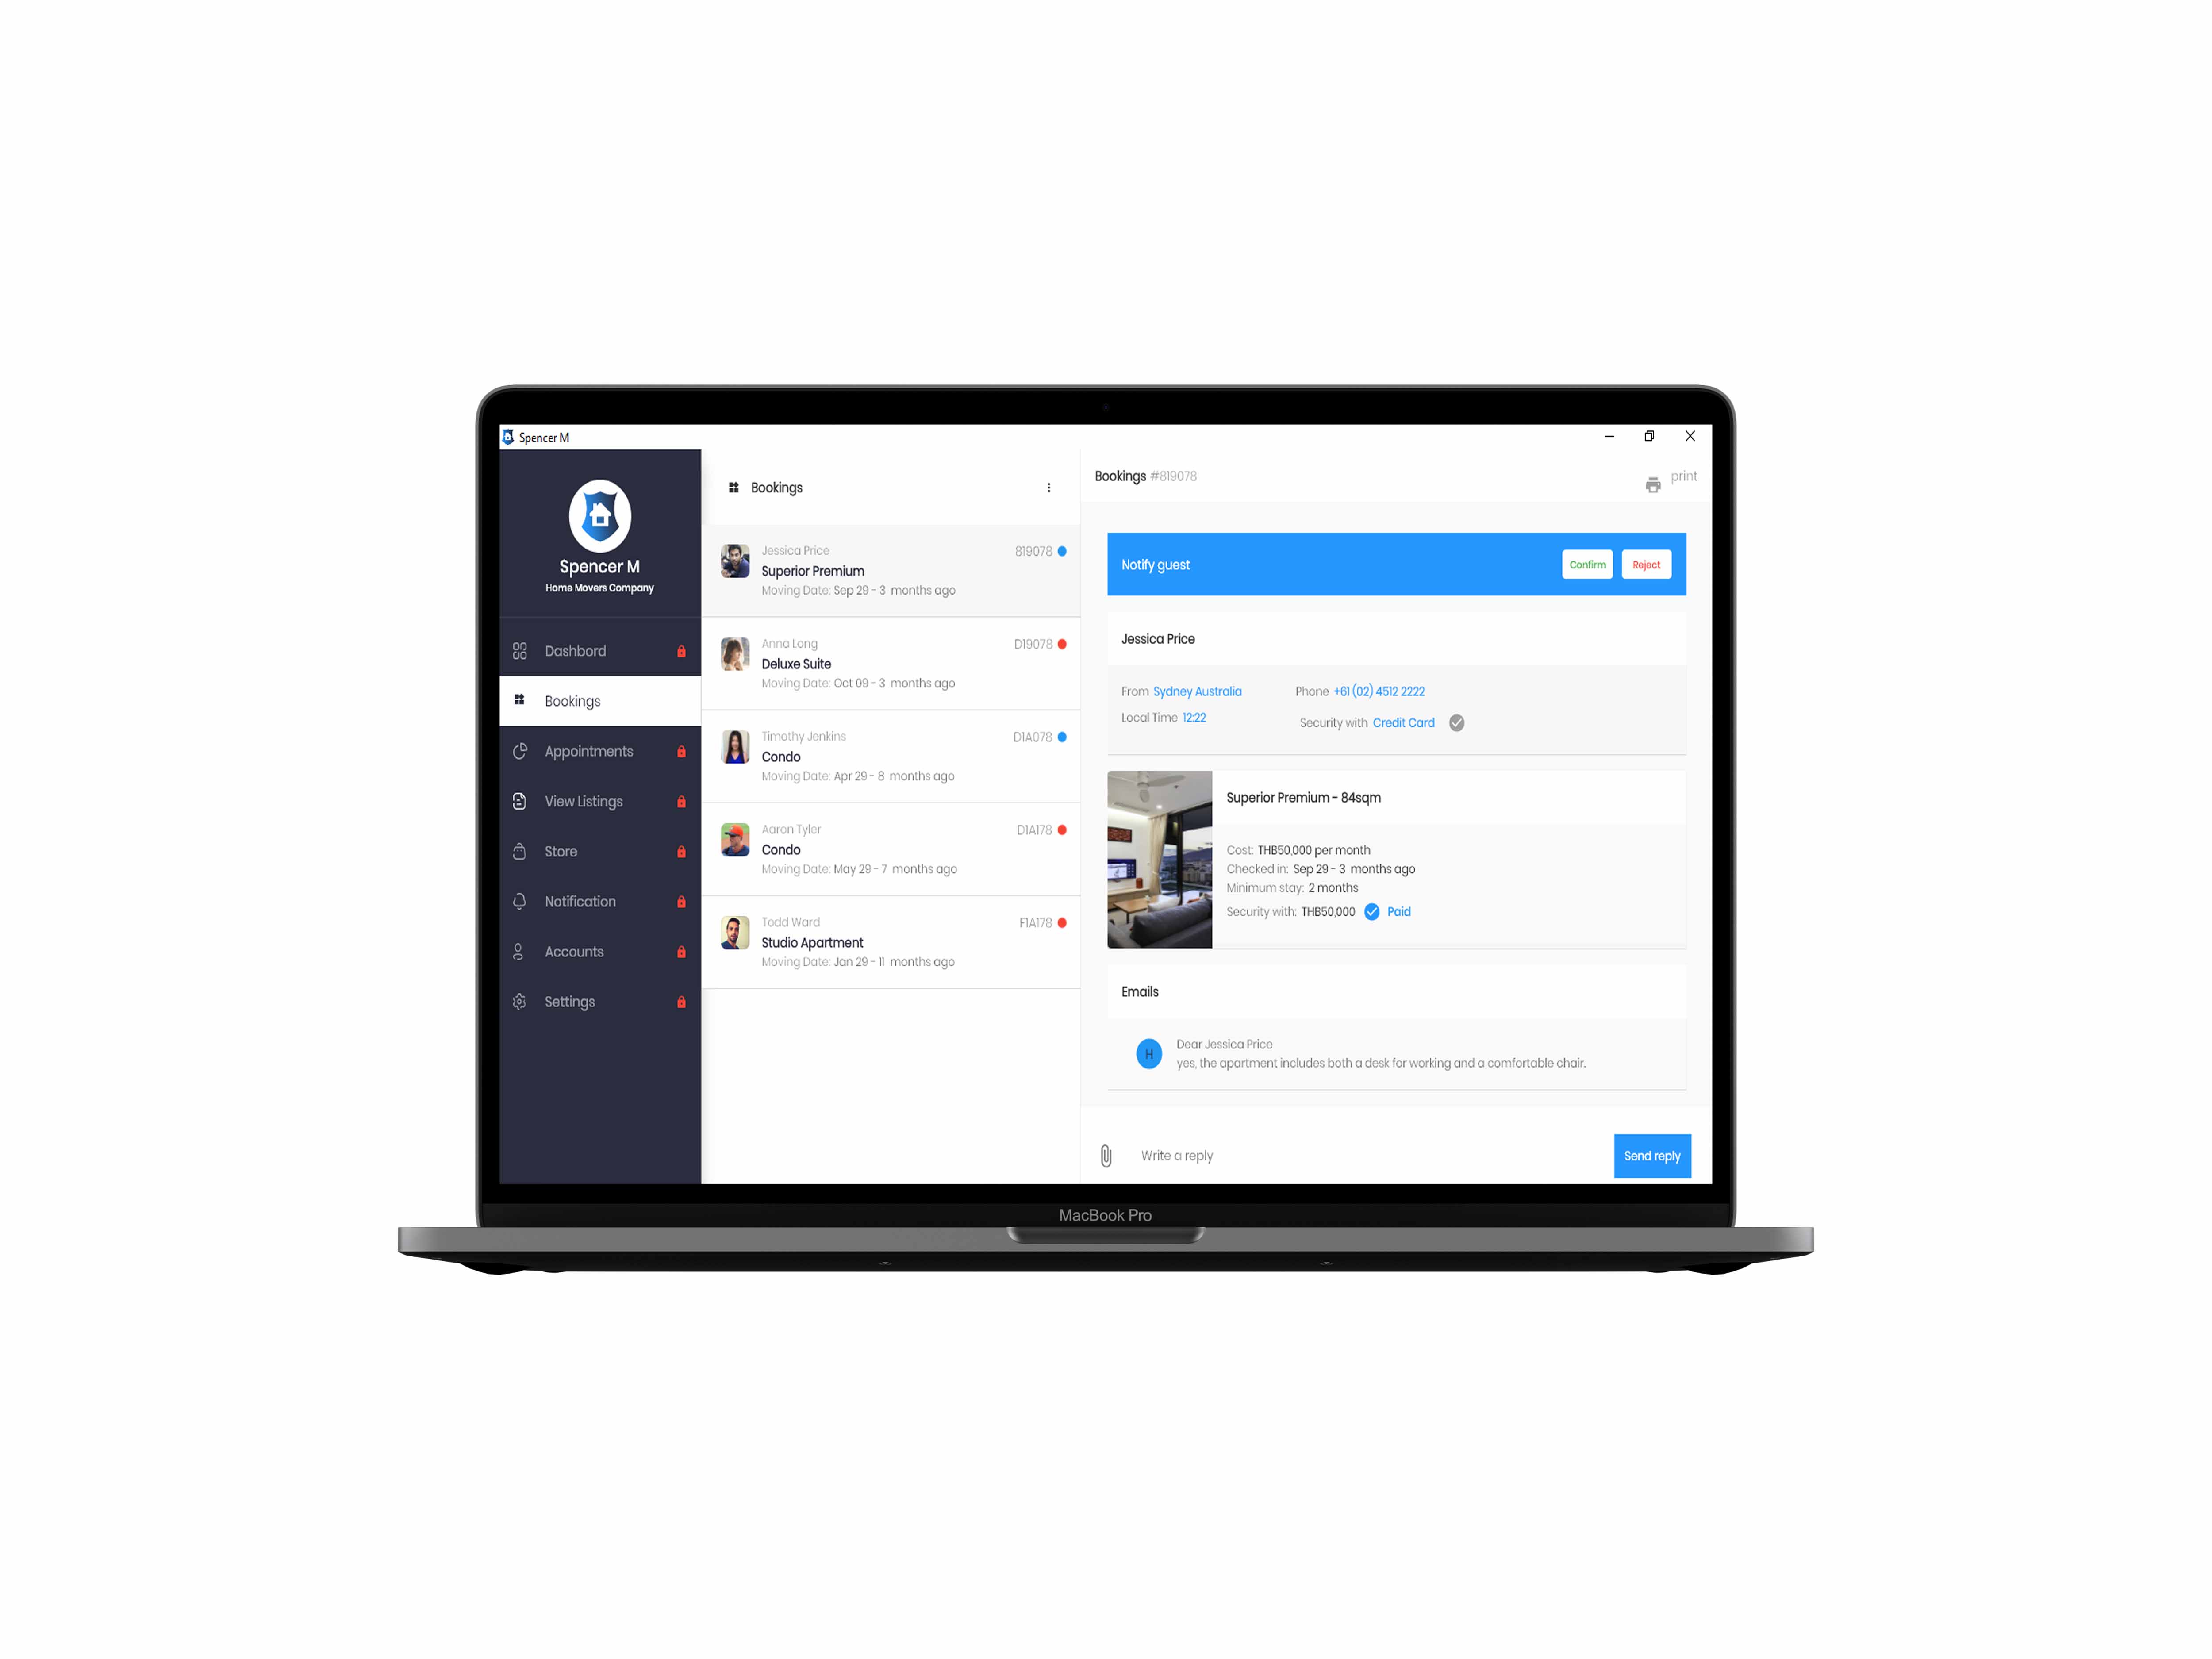 Spencer M
Spencer M
Home Movers Company
Dashbord
Bookings
Appointments
View Listings
Store
Notification
Accounts
Settings
Bookings
Jessica Price 819078
Superior Premium
Moving Date: Sep 29 - 3 months ago
Anna Long D19078
Deluxe Suite
Moving Date: Oct 09 - 3 months ago
Timothy Jenkins D1A078
Condo
Moving Date: Apr 29 - 8 months ago
Aaron Tyler D1A178
Condo
Moving Date: May 29 - 7 months ago
Todd Ward F1A178
Studio Apartment
Moving Date: Jan 29 - 11 months ago
Bookings #819078 print
Notify guest Confirm Reject
Jessica Price
From Sydney Australia Phone +61 (02) 4512 2222
Local Time 12:22 Security with Credit Card
Superior Premium - 84sqm
Cost: THB50,000 per month
Checked in: Sep 29 - 3 months ago
Minimum stay: 2 months
Security with: THB50,000 Paid
Emails
H
Dear Jessica Price
yes, the apartment includes both a desk for working and a comfortable chair.
Write a reply Send reply
MacBook Pro